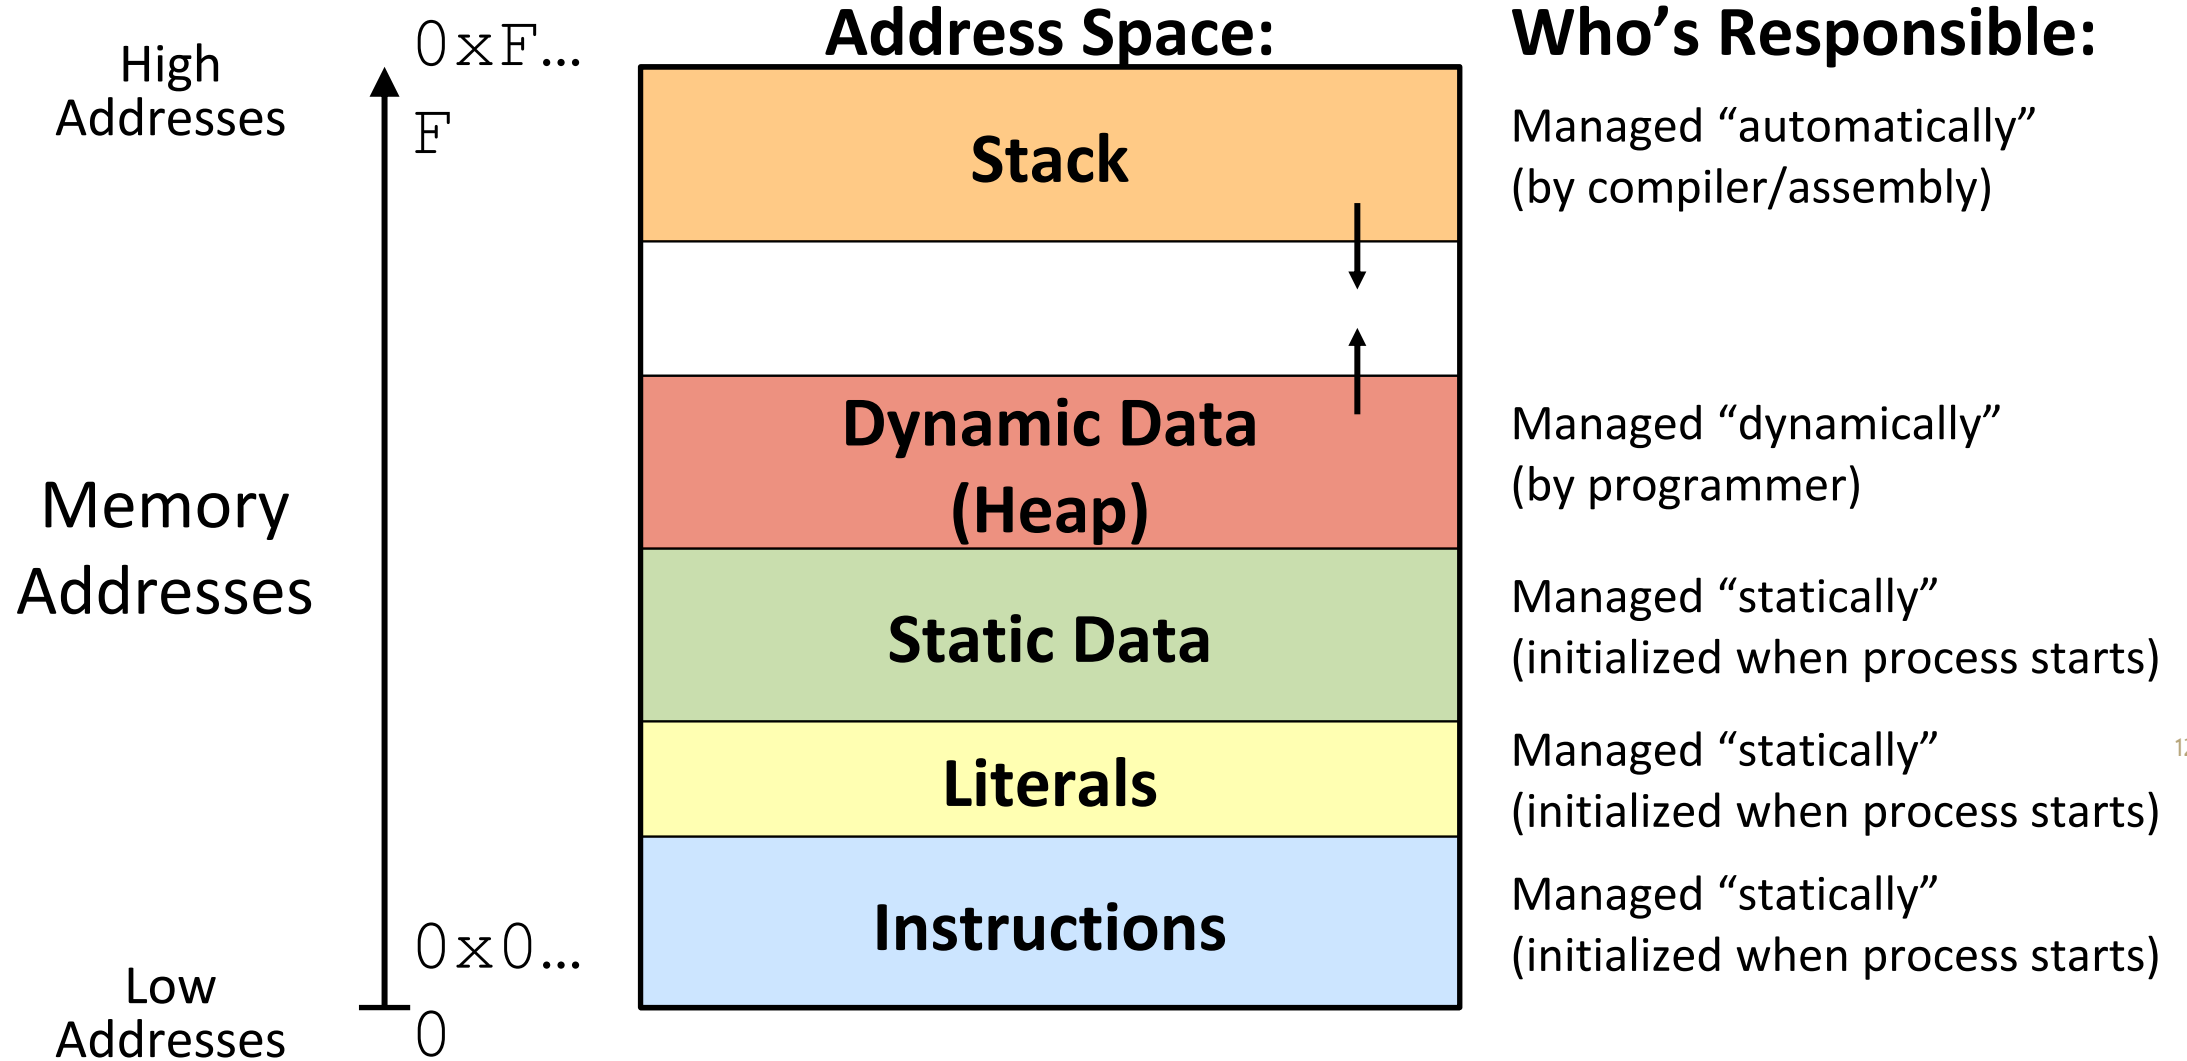 Address Space:
Who’s Responsible:
High
Addresses
0xF…
F
Stack
Managed “automatically”
(by compiler/assembly)
Memory
Addresses
Dynamic Data
(Heap)
Managed “dynamically”
(by programmer)
Static Data
Managed “statically”
(initialized when process starts)
Literals
Managed “statically”
(initialized when process starts)
12
Instructions
Managed “statically”
(initialized when process starts)
0x0…
0
Low
Addresses